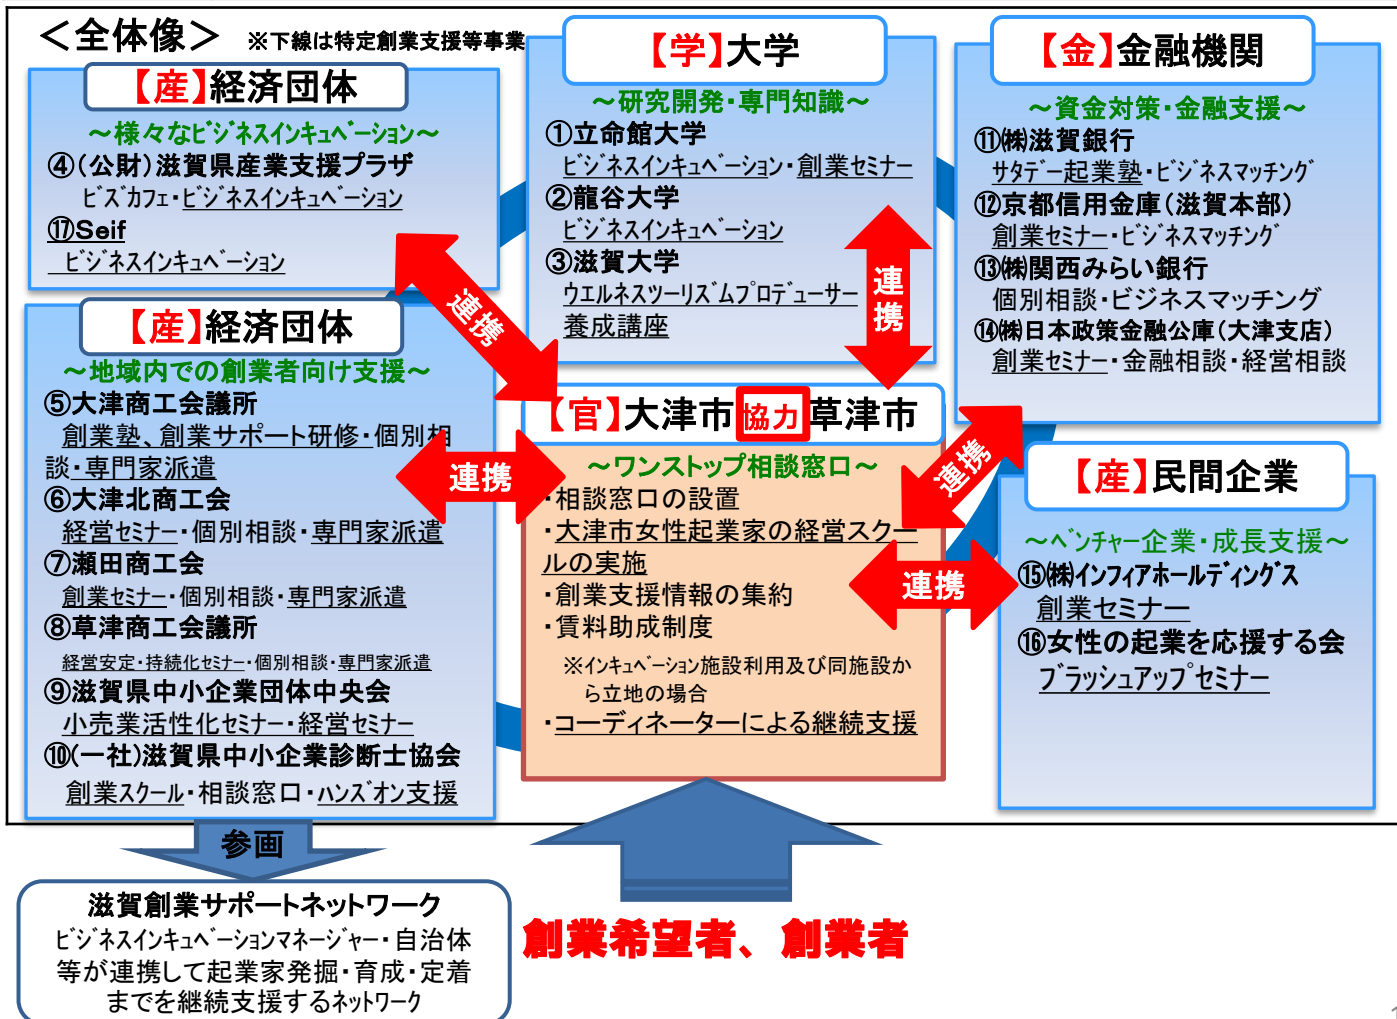 ＜全体像＞ ※下線は特定創業支援等事業
【産】経済団体
～様々なﾋﾞｼﾞﾈｽｲﾝｷｭﾍﾞｰｼｮﾝ～
④（公財）滋賀県産業支援プラザ
ビズカフェ・ﾋﾞｼﾞﾈｽｲﾝｷｭﾍﾞｰｼｮﾝ
⑰Seif
ﾋﾞｼﾞﾈｽｲﾝｷｭﾍﾞｰｼｮﾝ
【産】経済団体
～地域内での創業者向け支援～
⑤大津商工会議所
創業塾、創業サポート研修・個別相
談・専門家派遣
⑥大津北商工会
経営ｾﾐﾅｰ・個別相談・専門家派遣
⑦瀬田商工会
創業ｾﾐﾅｰ・個別相談・専門家派遣
⑧草津商工会議所
経営安定・持続化ｾﾐﾅｰ・個別相談・専門家派遣
⑨滋賀県中小企業団体中央会
小売業活性化セミナー・経営セミナー
⑩(一社)滋賀県中小企業診断士協会
創業ｽｸｰﾙ・相談窓口・ﾊﾝｽﾞｵﾝ支援
【学】大学
～研究開発・専門知識～
①立命館大学
ﾋﾞｼﾞﾈｽｲﾝｷｭﾍﾞｰｼｮﾝ・創業セミナー
②龍谷大学
ﾋﾞｼﾞﾈｽｲﾝｷｭﾍﾞｰｼｮﾝ
③滋賀大学
ｳｴﾙﾈｽﾂｰﾘｽﾞﾑﾌﾟﾛﾃﾞｭｰｻｰ
養成講座
連携
連携
連携
連携
連携
【官】大津市 協力 草津市
～ワンストップ相談窓口～
・相談窓口の設置
・大津市女性起業家の経営スクー
ルの実施
・創業支援情報の集約
・賃料助成制度
※ｲﾝｷｭﾍﾞｰｼｮﾝ施設利用及び同施設か
ら立地の場合
・コーディネーターによる継続支援
【金】金融機関
～資金対策・金融支援～
⑪㈱滋賀銀行
ｻﾀﾃﾞｰ起業塾・ﾋﾞｼﾞﾈｽﾏｯﾁﾝｸﾞ
⑫京都信用金庫（滋賀本部）
創業ｾﾐﾅｰ・ﾋﾞｼﾞﾈｽﾏｯﾁﾝｸﾞ
⑬㈱関西みらい銀行
個別相談・ビジネスマッチング
⑭㈱日本政策金融公庫（大津支店）
創業セミナー・金融相談・経営相談
【産】民間企業
～ﾍﾞﾝﾁｬｰ企業・成長支援～
⑮㈱ｲﾝﾌｨｱﾎｰﾙﾃﾞｨﾝｸﾞｽ
創業セミナー
⑯女性の起業を応援する会
ﾌﾞﾗｯｼｭｱｯﾌﾟｾﾐﾅｰ
参画
滋賀創業サポートネットワーク
ﾋﾞｼﾞﾈｽｲﾝｷｭﾍﾞｰｼｮﾝﾏﾈｰｼﾞｬｰ・自治体
等が連携して起業家発掘・育成・定着
までを継続支援するﾈｯﾄﾜｰｸ
創業希望者、創業者